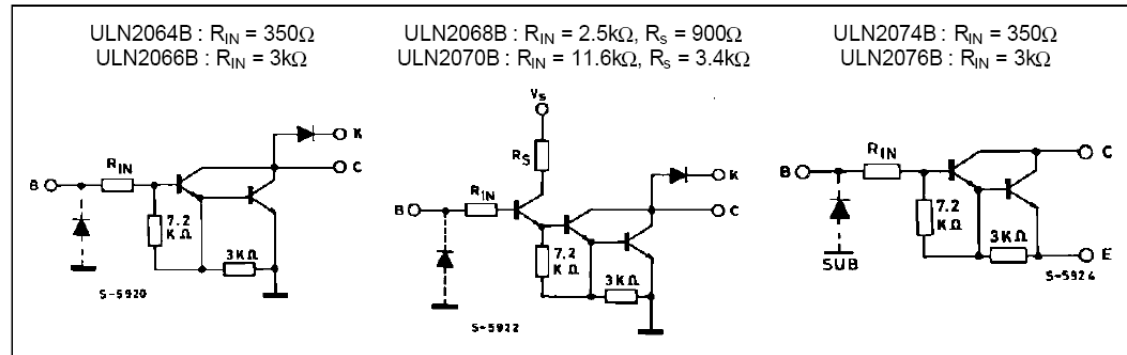 ULN2064B : RIN = 350Ω
ULN2066B : RIN = 3kΩ
ULN2068B : RIN = 2.5kΩ, RS = 900Ω
ULN2070B : RIN = 11.6kΩ, RS = 3.4kΩ
ULN2074B : RIN = 350Ω
ULN2076B : RIN = 3kΩ
B
RIN
7.2
KΩ
3KΩ
K
C
S-5920
Vs
RS
B
RIN
7.2
KΩ
3KΩ
K
C
S-5922
B
RIN
7.2
KΩ
3KΩ
SUB
C
E
S-5924